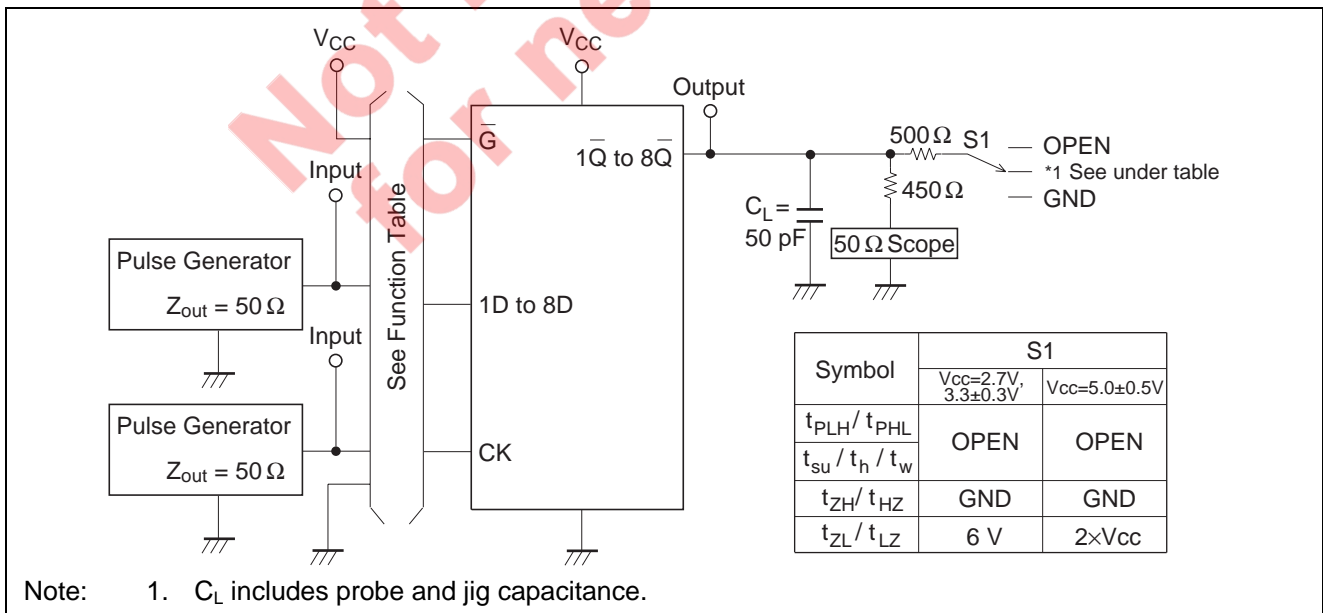 Not
for ne
VCC
VCC
Output
G
1Q to 8Q
500 Ω
S1
OPEN
*1 See under table
GND
450 Ω
Input
See Function Table
CL =
50 pF
50 Ω Scope
Pulse Generator
Zout = 50 Ω
1D to 8D
Input
Pulse Generator
Zout = 50 Ω
CK
Symbol
S1
Vcc=2.7V,
3.3±0.3V
Vcc=5.0±0.5V
tPLH / tPHL
OPEN
OPEN
tsu / th / tw
tZH / tHZ
GND
GND
tZL / tLZ
6 V
2×Vcc
Note: 1. CL includes probe and jig capacitance.